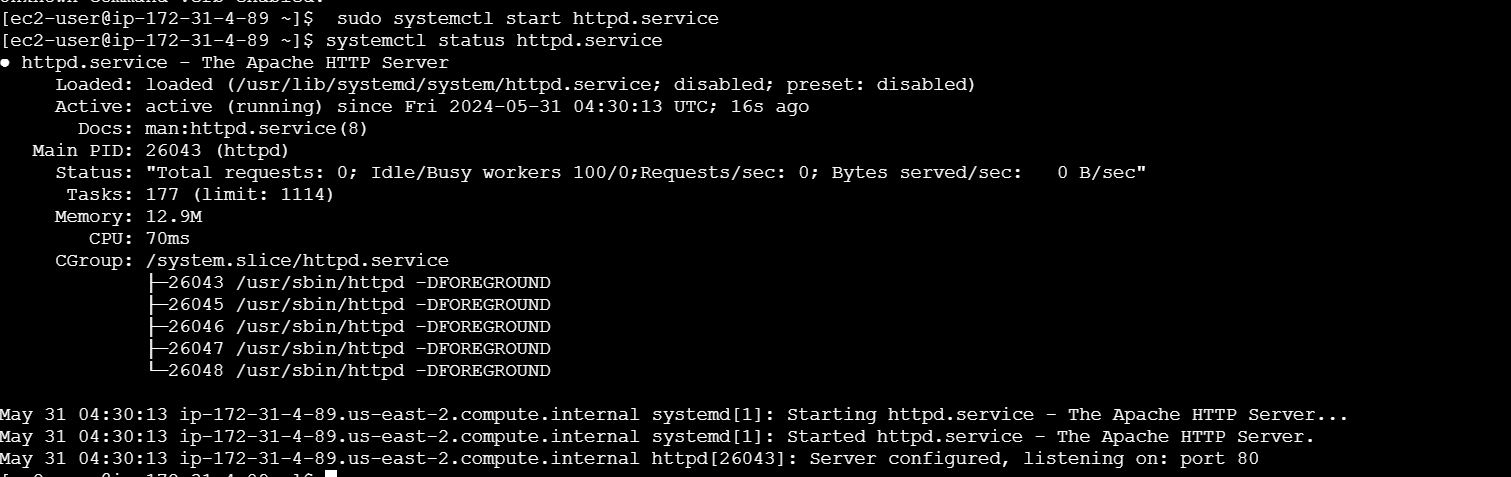 [ec2-user@ip-172-31-4-89 ~]$  sudo systemctl start httpd.service
[ec2-user@ip-172-31-4-89 ~]$ systemctl status httpd.service
● httpd.service - The Apache HTTP Server
     Loaded: loaded (/usr/lib/systemd/system/httpd.service; disabled; preset: disabled)
     Active: active (running) since Fri 2024-05-31 04:30:13 UTC; 16s ago
       Docs: man:httpd.service(8)
   Main PID: 26043 (httpd)
     Status: "Total requests: 0; Idle/Busy workers 100/0;Requests/sec: 0; Bytes served/sec:   0 B/sec"
      Tasks: 177 (limit: 1114)
     Memory: 12.9M
        CPU: 70ms
     CGroup: /system.slice/httpd.service
             ├─26043 /usr/sbin/httpd -DFOREGROUND
             ├─26045 /usr/sbin/httpd -DFOREGROUND
             ├─26046 /usr/sbin/httpd -DFOREGROUND
             ├─26047 /usr/sbin/httpd -DFOREGROUND
             └─26048 /usr/sbin/httpd -DFOREGROUND
May 31 04:30:13 ip-172-31-4-89.us-east-2.compute.internal systemd[1]: Starting httpd.service - The Apache HTTP Server...
May 31 04:30:13 ip-172-31-4-89.us-east-2.compute.internal systemd[1]: Started httpd.service - The Apache HTTP Server.
May 31 04:30:13 ip-172-31-4-89.us-east-2.compute.internal httpd[26043]: Server configured, listening on: port 80